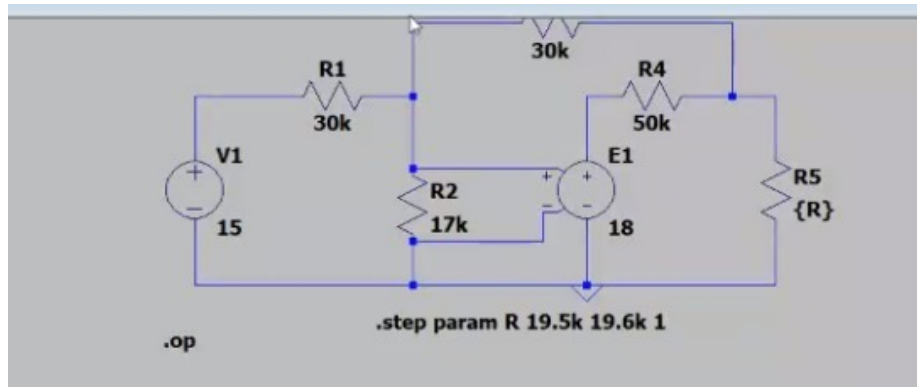 30k
R1
R4
30k
50k
V1
E1
R2
R5
17k
{R}
15
18
.step param R 19.5k 19.6k 1
.op